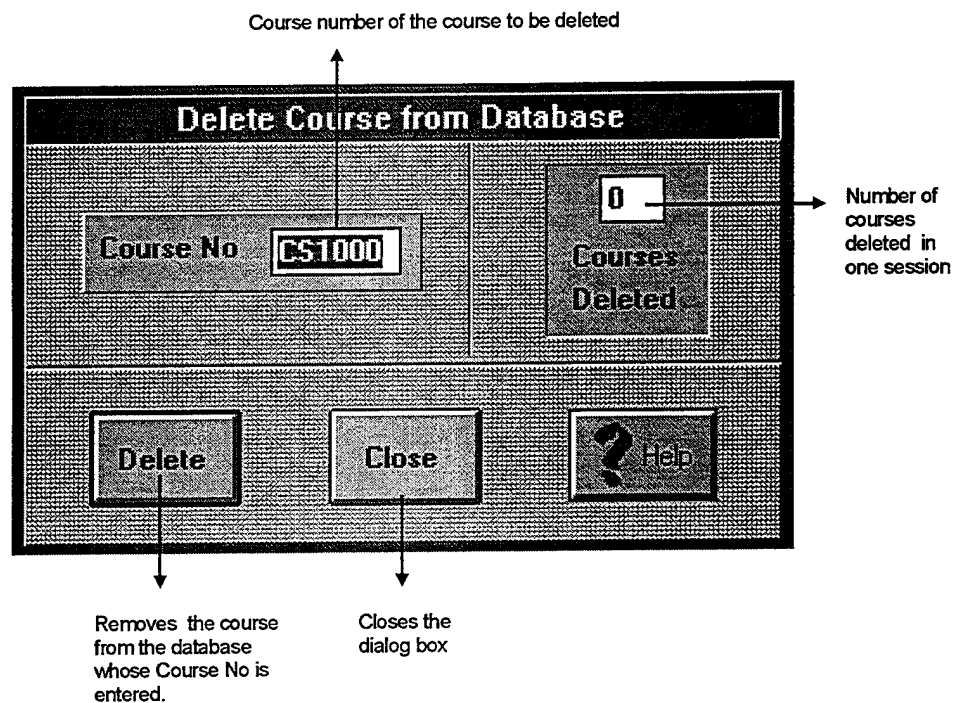 Course number of the course to be deleted
Delete Course from Database
Course No CS1000
0
Courses
Deleted
Number of
courses
deleted in
one session
Delete
Close
? Help
Removes the course
from the database
whose Course No is
entered.
Closes the
dialog box